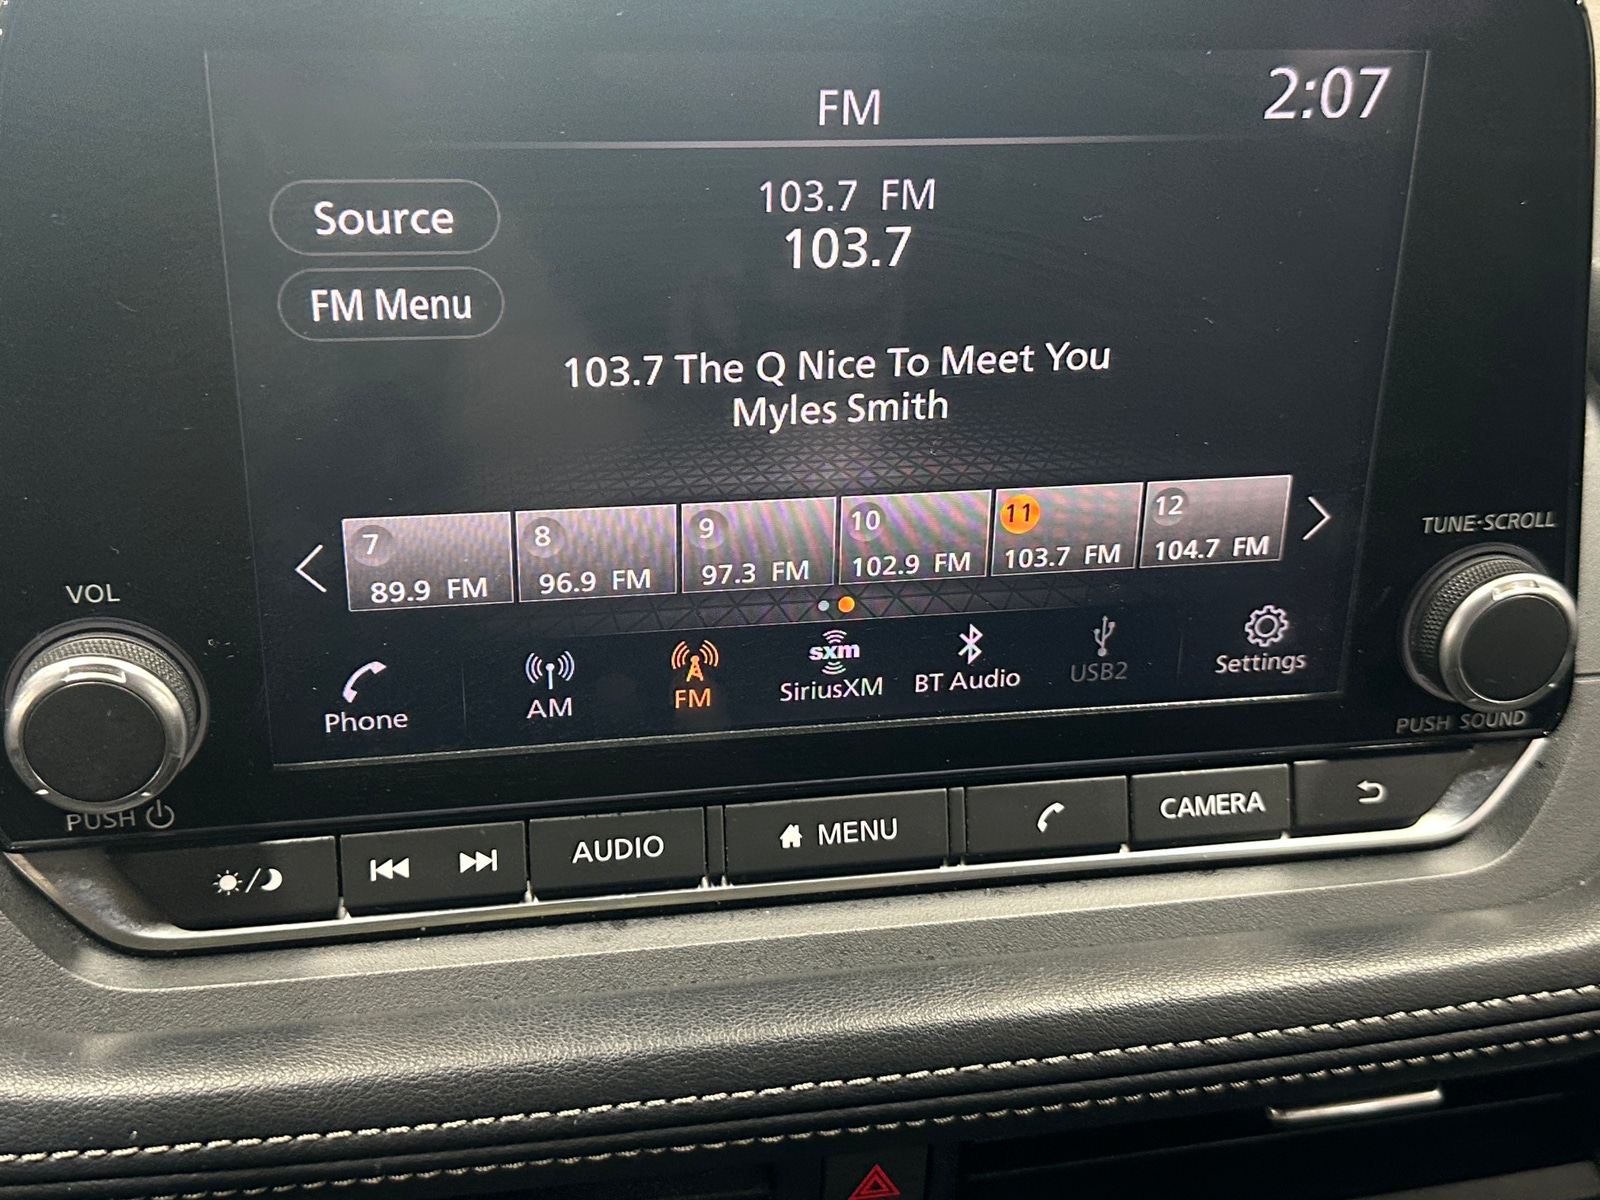 FM
2:07
Source
103.7 FM
103.7
FM Menu
103.7 The Q Nice To Meet You
Myles Smith
7
89.9 FM
8
96.9 FM
9
97.3 FM
10
102.9 FM
11
103.7 FM
12
104.7 FM
VOL
PUSH
TUNE·SCROLL
PUSH SOUND
Phone
AM
FM
sxm
SiriusXM
BT Audio
USB2
Settings
AUDIO
MENU
CAMERA